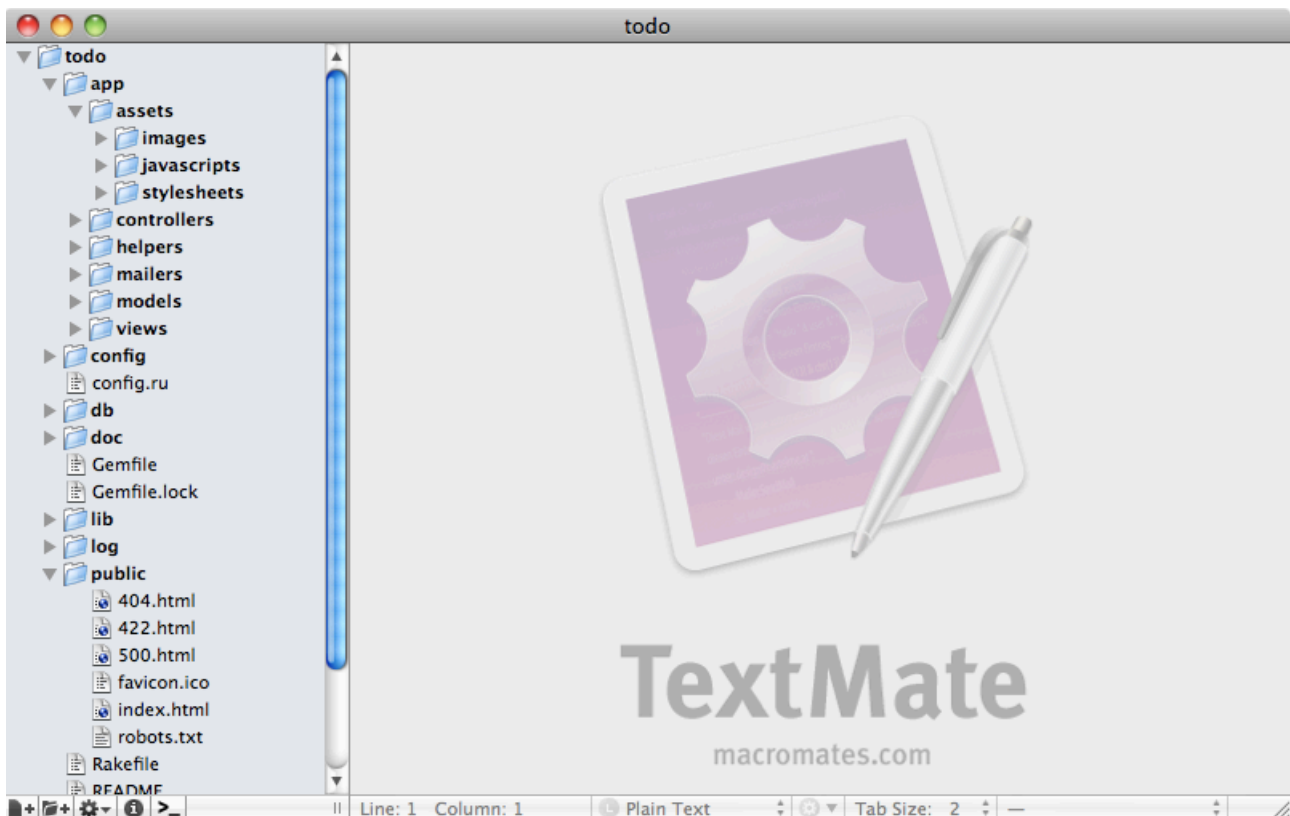 todo
todo
app
assets
images
javascripts
stylesheets
controllers
helpers
mailers
models
views
config
config.ru
db
doc
Gemfile
Gemfile.lock
lib
log
public
404.html
422.html
500.html
favicon.ico
index.html
robots.txt
Rakefile
README
TextMate
macromates.com
Line: 1 Column: 1
L Plain Text
Tab Size: 2
—